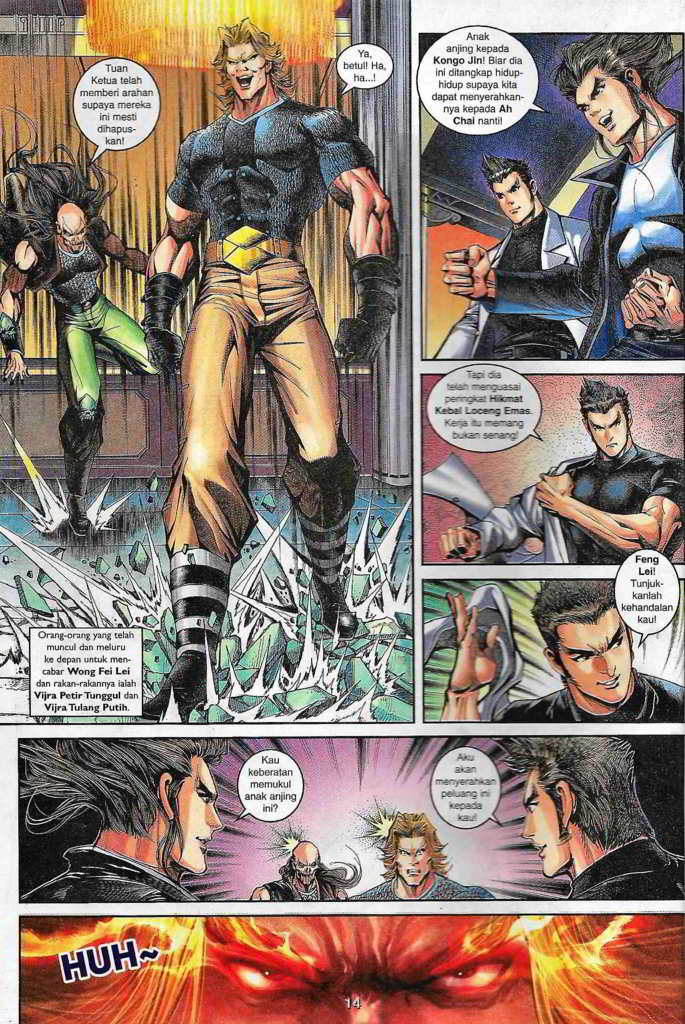 Tuan
Ketua telah
memberi arahan
supaya mereka
ini mesti
dihapus-
kan!
Ya,
betul! Ha,
ha...!
Orang-orang yang telah
muncul dan meluru
ke depan untuk men-
cabar Wong Fei Lei
dan rakan-rakannya ialah
Vijra Petir Tunggul dan
Vijra Tulang Putih.
Anak
anjing kepada
Kongo Jin! Biar dia
ini ditangkap hidup-
hidup supaya kita
dapat menyerahkan-
nya kepada Ah
Chai nanti!
Tapi dia
telah menguasai
peringkat Hikmat
Kebal Loceng Emas.
Kerja itu memang
bukan senang!
Feng
Lei!
Tunjuk-
kanlah
kehandalan
kau!
Kau
keberatan
memukul
anak anjing
ini?
Aku
akan
menyerahkan
peluang ini
kepada
kau!
HUH~
14